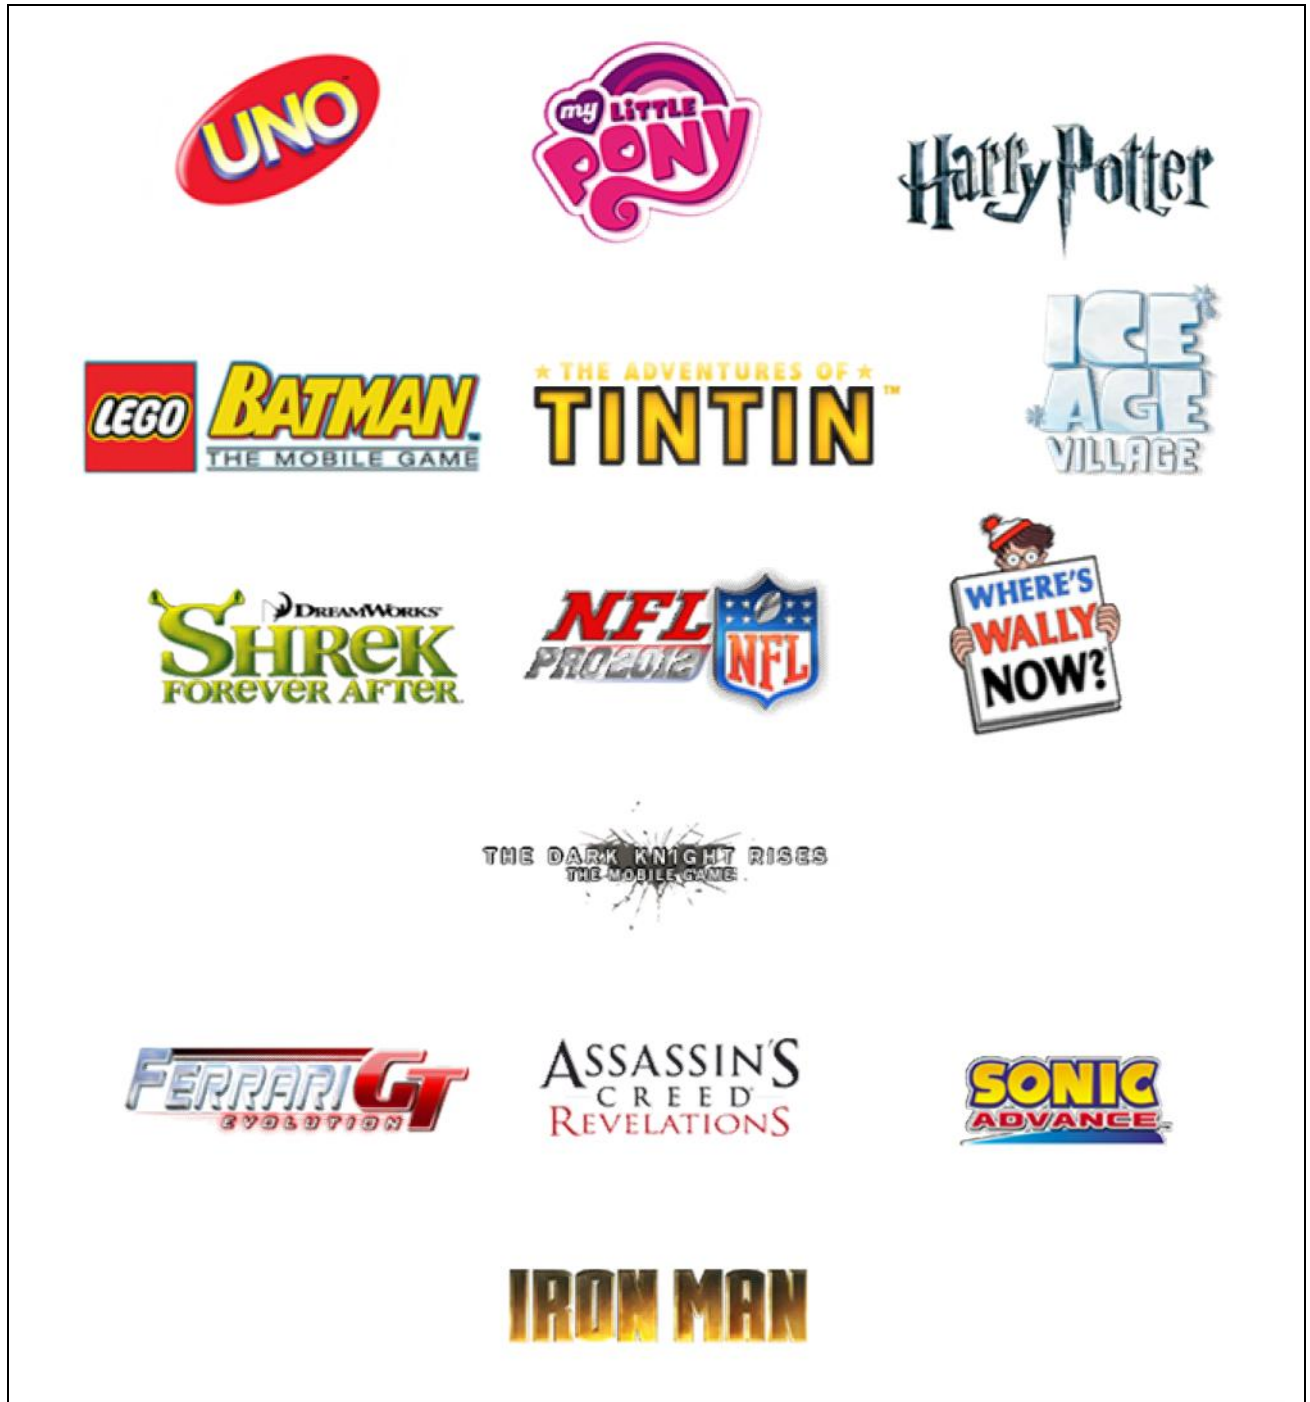 UNO
my LiTTLE
PONY
Harry Potter
ICE
AGE
VILLAGE
LEGO
BATMAN™
THE MOBILE GAME
★ THE ADVENTURES OF ★
TINTIN™
DREAMWORKS
SHREK
FOREVER AFTER
NFL
PRO2012
NFL
WHERE'S
WALLY
NOW?
THE DARK KNIGHT RISES
THE MOBILE GAME
FERRARI GT
EVOLUTION
ASSASSIN'S
CREED
REVELATIONS
SONIC
ADVANCE
IRON MAN